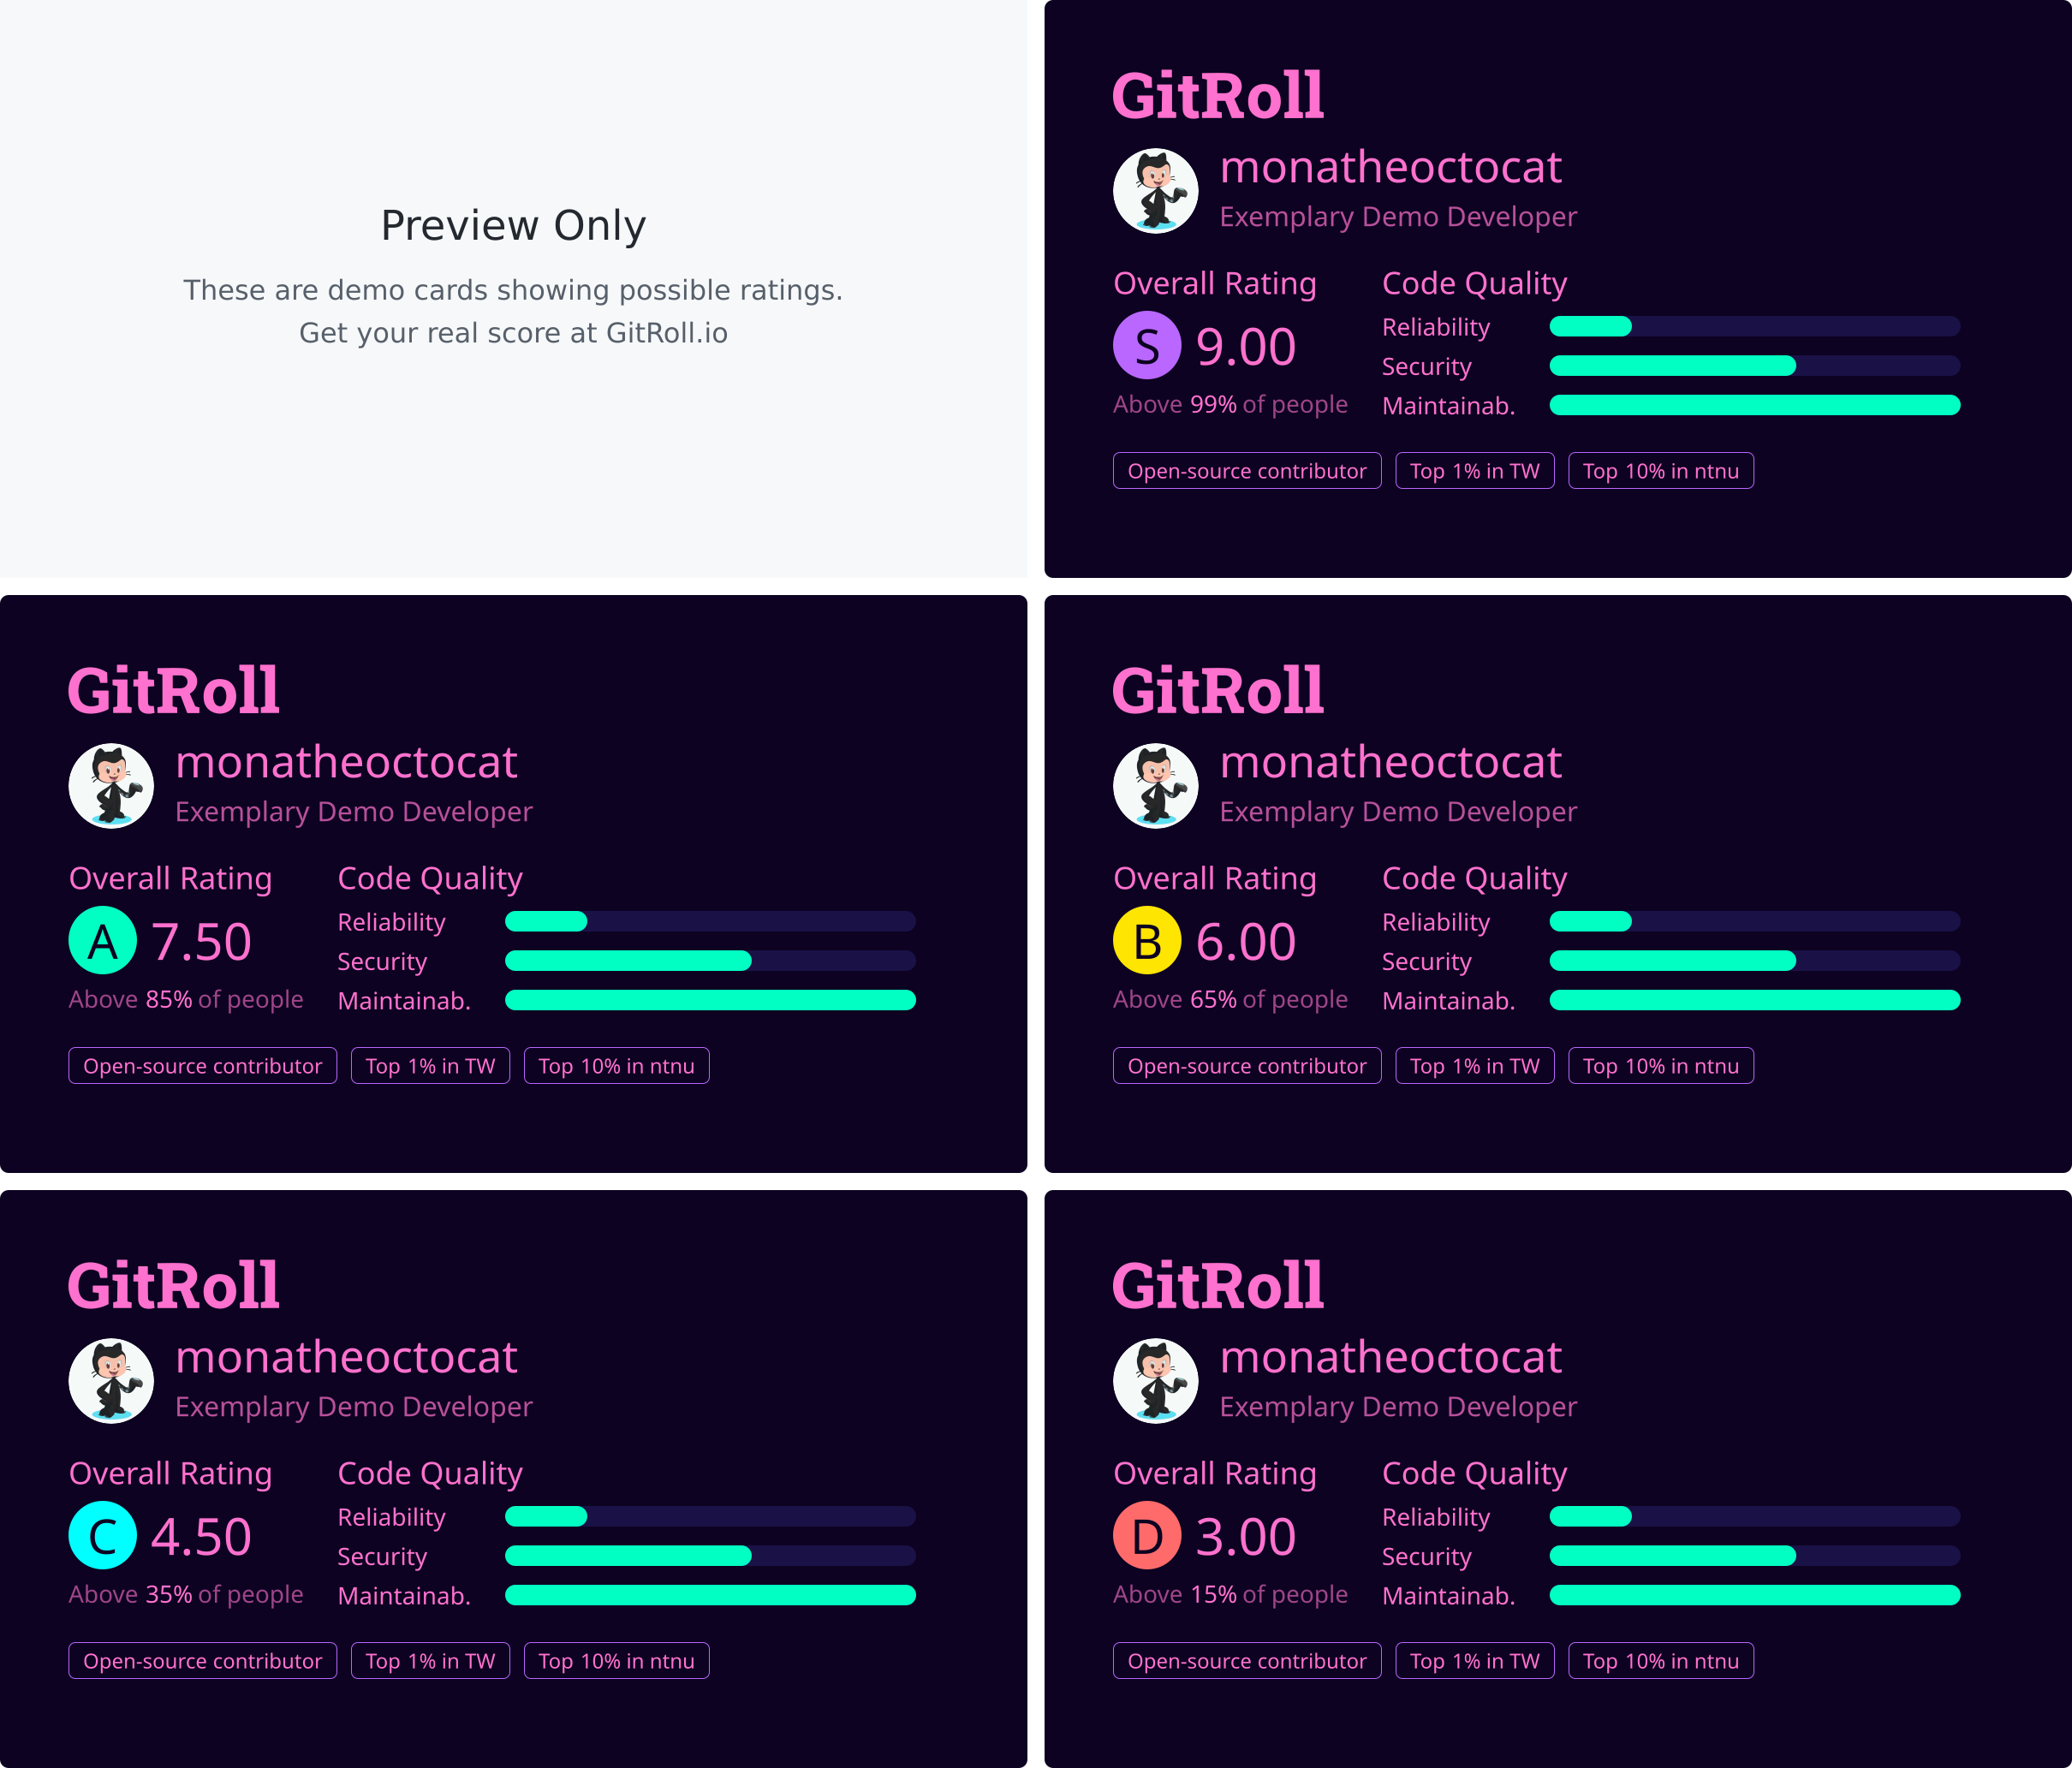 Preview Only
These are demo cards showing possible ratings.
Get your real score at GitRoll.io
GitRoll
monatheoctocat
Exemplary Demo Developer
Overall Rating
S 9.00
Above 99% of people
Code Quality
Reliability
Security
Maintainab.
Open-source contributor
Top 1% in TW
Top 10% in ntnu
GitRoll
monatheoctocat
Exemplary Demo Developer
Overall Rating
A 7.50
Above 85% of people
Code Quality
Reliability
Security
Maintainab.
Open-source contributor
Top 1% in TW
Top 10% in ntnu
GitRoll
monatheoctocat
Exemplary Demo Developer
Overall Rating
B 6.00
Above 65% of people
Code Quality
Reliability
Security
Maintainab.
Open-source contributor
Top 1% in TW
Top 10% in ntnu
GitRoll
monatheoctocat
Exemplary Demo Developer
Overall Rating
C 4.50
Above 35% of people
Code Quality
Reliability
Security
Maintainab.
Open-source contributor
Top 1% in TW
Top 10% in ntnu
GitRoll
monatheoctocat
Exemplary Demo Developer
Overall Rating
D 3.00
Above 15% of people
Code Quality
Reliability
Security
Maintainab.
Open-source contributor
Top 1% in TW
Top 10% in ntnu